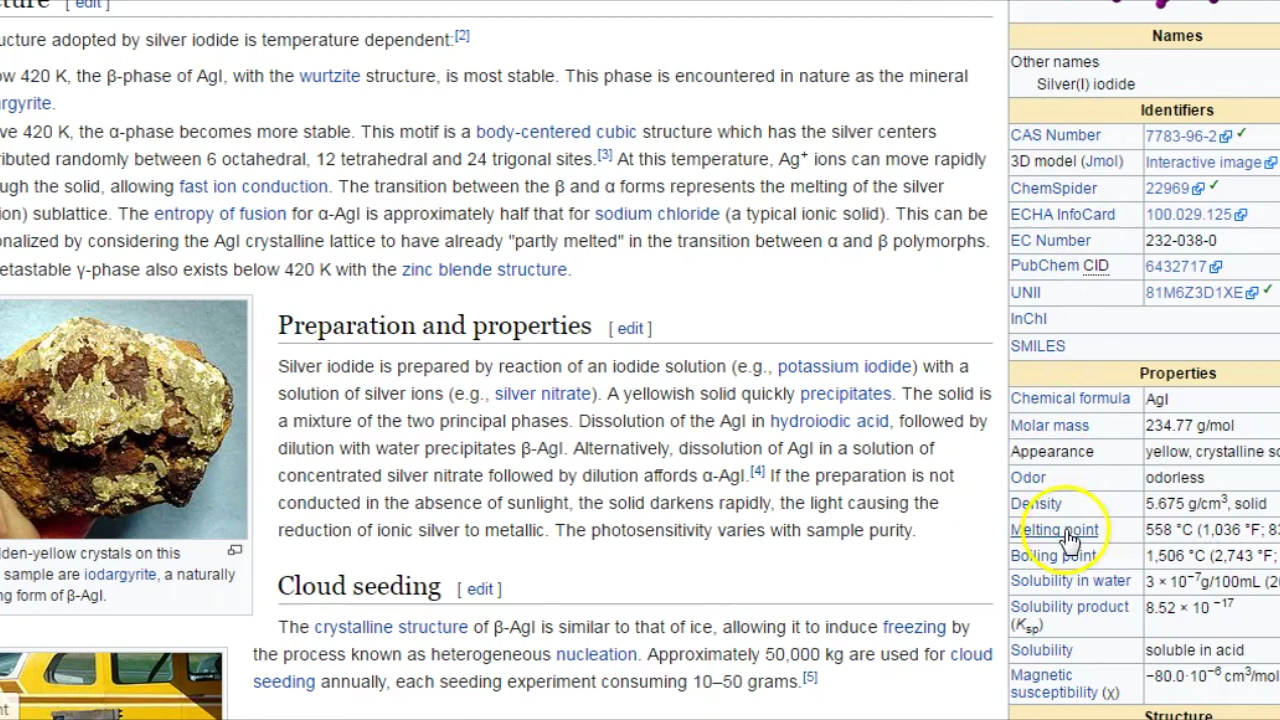 cture [ edit ]
ucture adopted by silver iodide is temperature dependent:[2]
ow 420 K, the β-phase of AgI, with the wurtzite structure, is most stable. This phase is encountered in nature as the mineral
argyrite.
ve 420 K, the α-phase becomes more stable. This motif is a body-centered cubic structure which has the silver centers
ributed randomly between 6 octahedral, 12 tetrahedral and 24 trigonal sites.[3] At this temperature, Ag+ ions can move rapidly
ugh the solid, allowing fast ion conduction. The transition between the β and α forms represents the melting of the silver
ion) sublattice. The entropy of fusion for α-AgI is approximately half that for sodium chloride (a typical ionic solid). This can be
onalized by considering the AgI crystalline lattice to have already "partly melted" in the transition between α and β polymorphs.
etastable γ-phase also exists below 420 K with the zinc blende structure.
Preparation and properties [ edit ]
Silver iodide is prepared by reaction of an iodide solution (e.g., potassium iodide) with a
solution of silver ions (e.g., silver nitrate). A yellowish solid quickly precipitates. The solid is
a mixture of the two principal phases. Dissolution of the AgI in hydroiodic acid, followed by
dilution with water precipitates β-AgI. Alternatively, dissolution of AgI in a solution of
concentrated silver nitrate followed by dilution affords α-AgI.[4] If the preparation is not
conducted in the absence of sunlight, the solid darkens rapidly, the light causing the
reduction of ionic silver to metallic. The photosensitivity varies with sample purity.
lden-yellow crystals on this
sample are iodargyrite, a naturally
ng form of β-AgI.
Cloud seeding [ edit ]
The crystalline structure of β-AgI is similar to that of ice, allowing it to induce freezing by
the process known as heterogeneous nucleation. Approximately 50,000 kg are used for cloud
seeding annually, each seeding experiment consuming 10–50 grams.[5]
nt
Names
Other names
Silver(I) iodide
Identifiers
CAS Number 7783-96-2
3D model (Jmol) Interactive image
ChemSpider 22969
ECHA InfoCard 100.029.125
EC Number 232-038-0
PubChem CID 6432717
UNII 81M6Z3D1XE
InChI
SMILES
Properties
Chemical formula AgI
Molar mass 234.77 g/mol
Appearance yellow, crystalline so
Odor odorless
Density 5.675 g/cm3, solid
Melting point 558 °C (1,036 °F; 83
Boiling point 1,506 °C (2,743 °F;
Solubility in water 3 × 10−7g/100mL (20
Solubility product 8.52 × 10 −17
(Ksp)
Solubility soluble in acid
Magnetic −80.0·10−6 cm3/mol
susceptibility (χ)
Structure